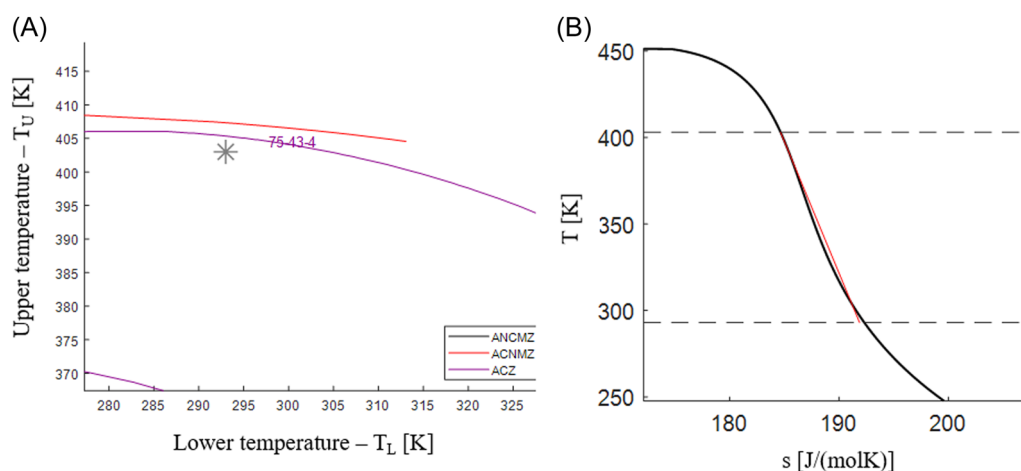 (A)
(B)
415
410
405
400
395
390
385
380
375
370
75-43-4
ANCMZ
ACNMZ
ACZ
280 285 290 295 300 305 310 315 320 325
Upper temperature – T_U [K]
Lower temperature – T_L [K]
450
400
350
300
250
180 190 200
T [K]
s [J/(molK)]